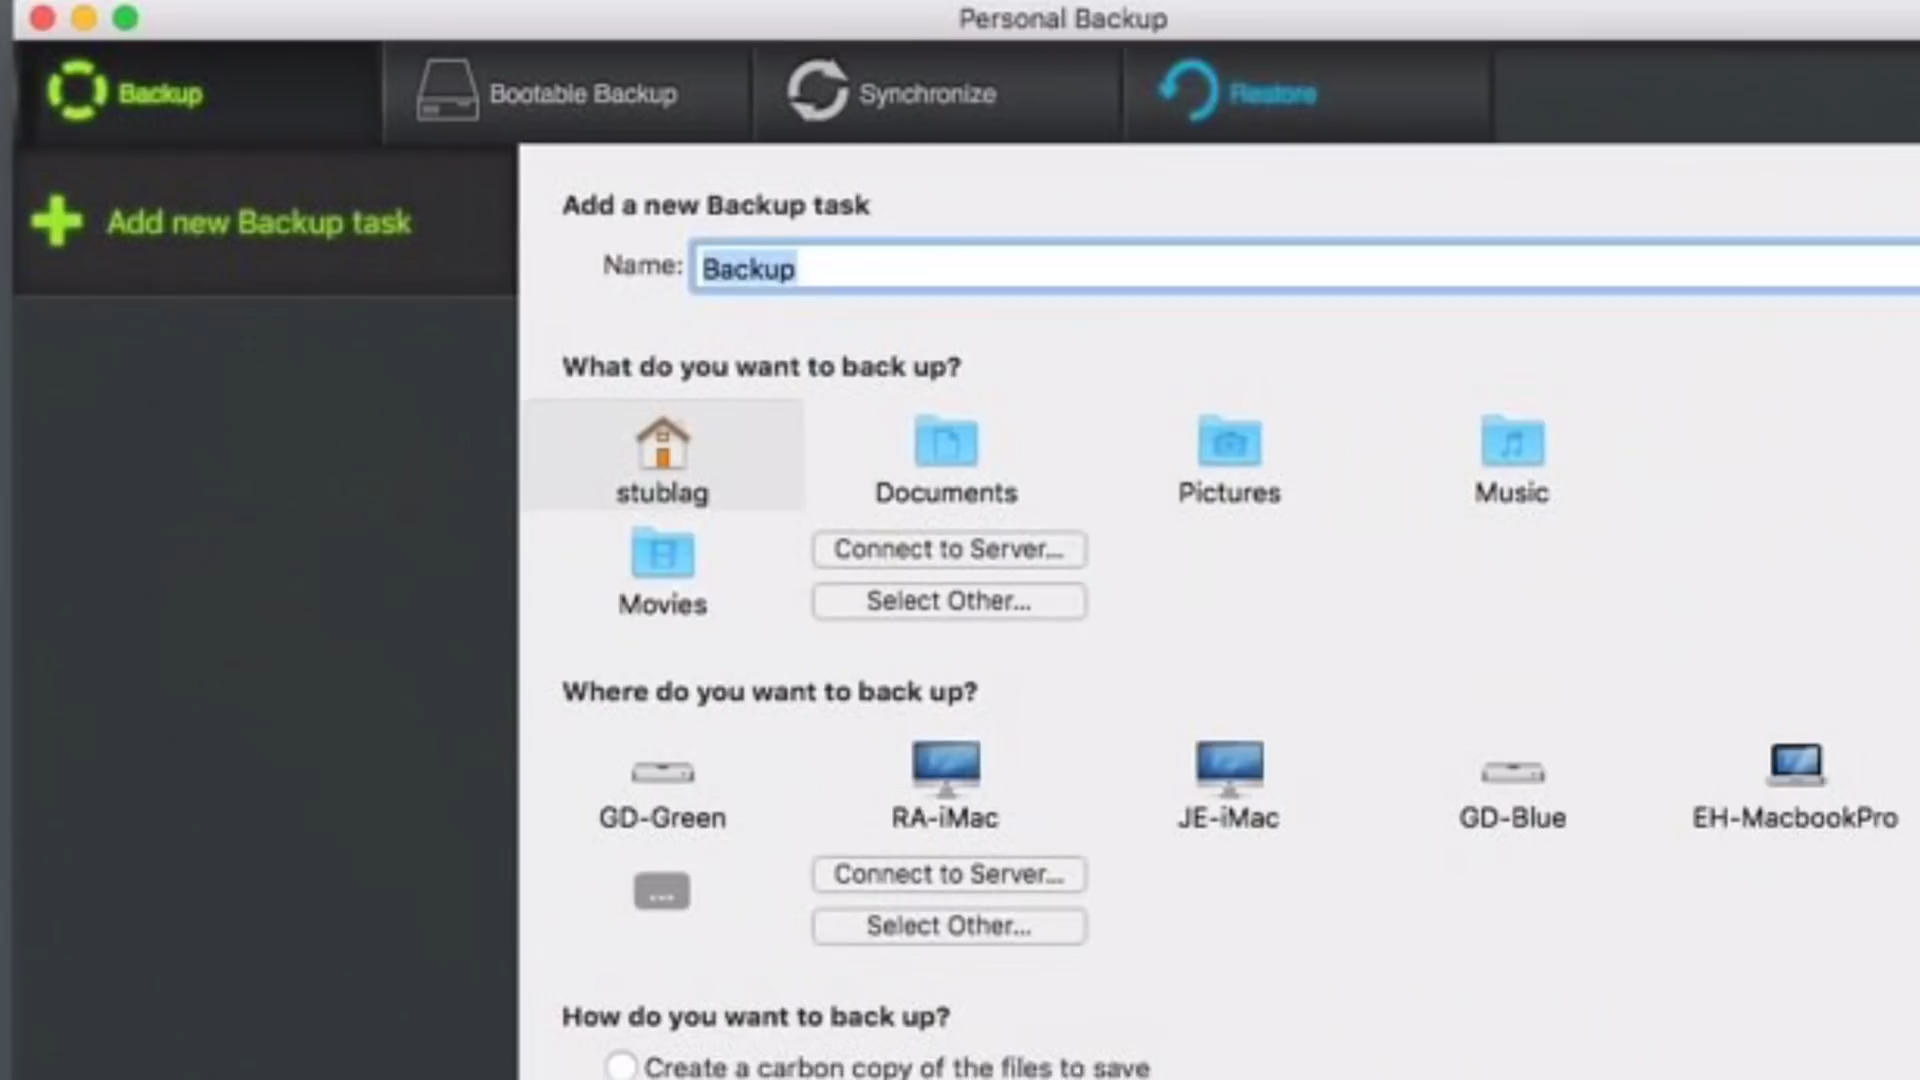 Personal Backup
Backup
Bootable Backup
Synchronize
Restore
Add new Backup task
Add a new Backup task
Name: Backup
What do you want to back up?
stublag
Documents
Pictures
Music
Movies
Connect to Server...
Select Other...
Where do you want to back up?
GD-Green
RA-iMac
JE-iMac
GD-Blue
EH-MacbookPro
...
Connect to Server...
Select Other...
How do you want to back up?
Create a carbon copy of the files to save